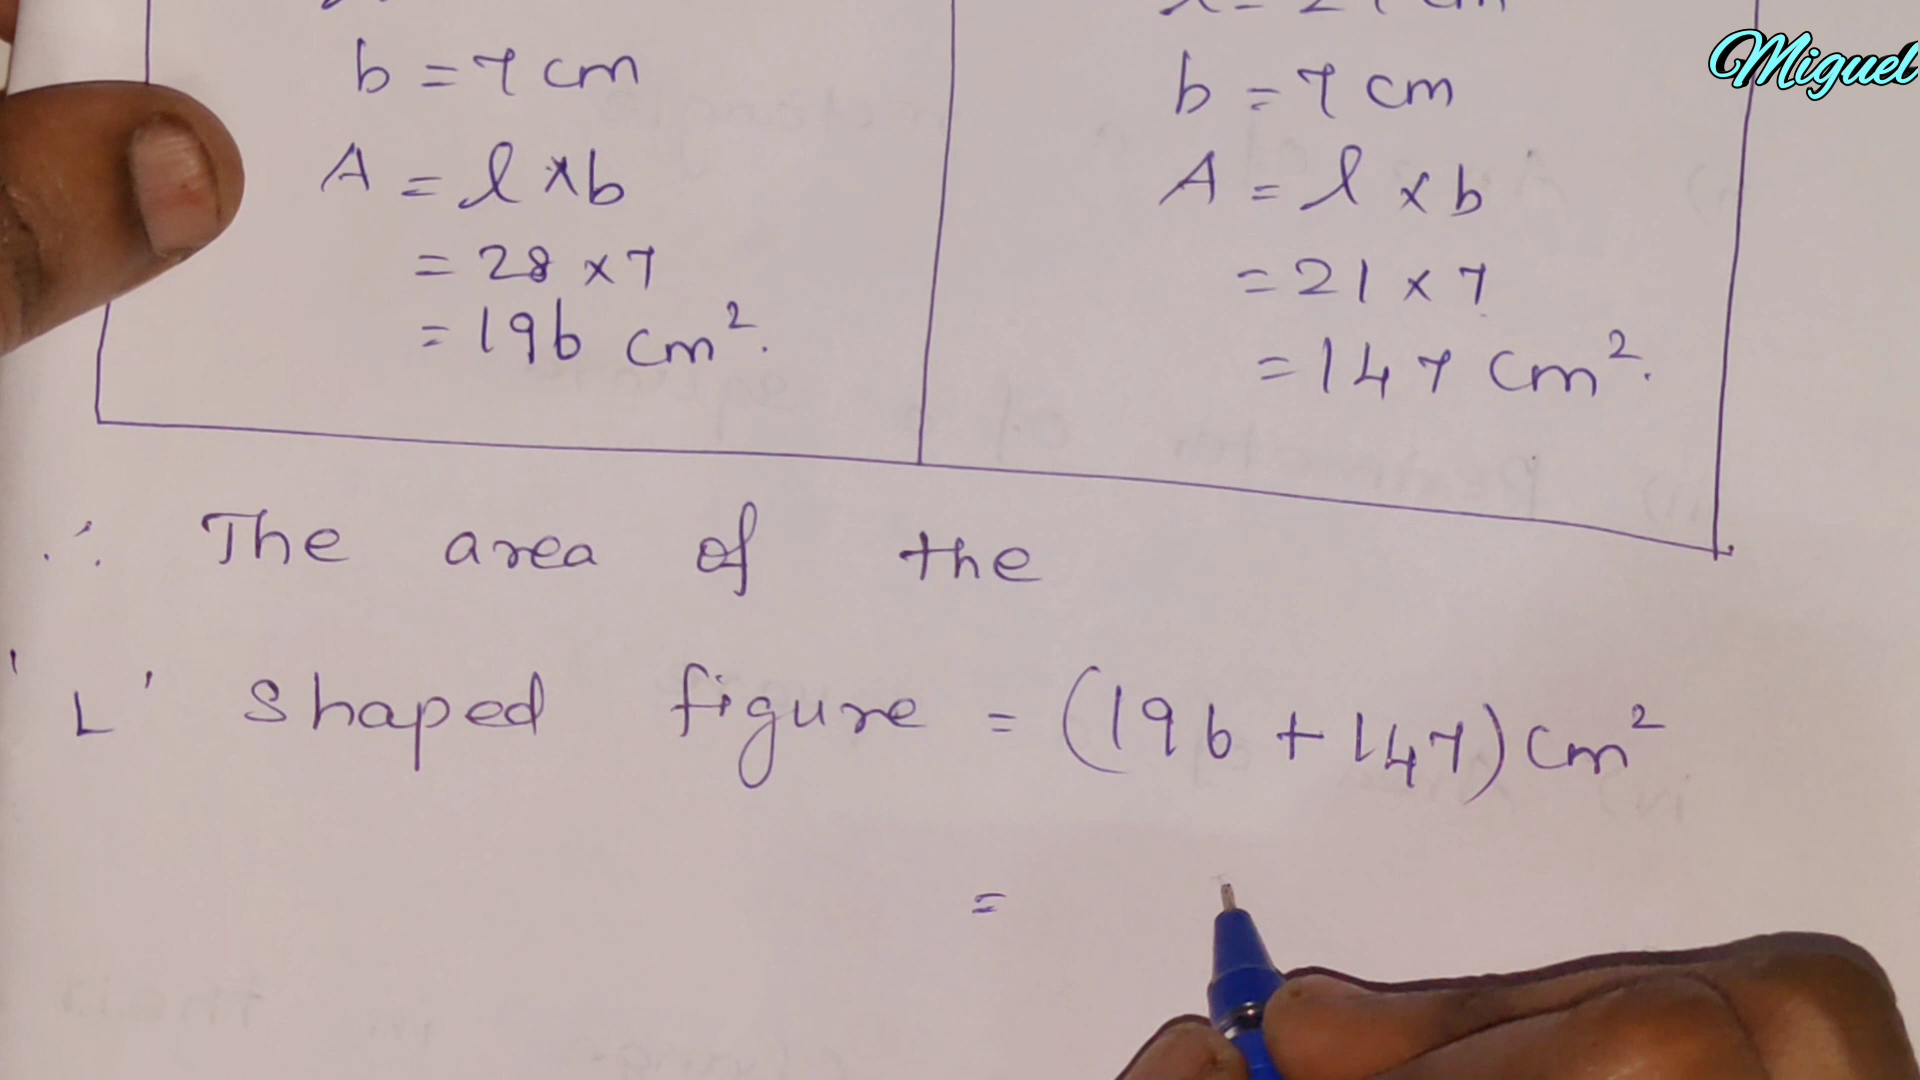 b = 7 cm
A = l × b
= 28 × 7
= 196 cm².
b = 7 cm
A = l × b
= 21 × 7
= 147 cm².
∴ The area of the
'L' shaped figure = (196 + 147) cm²
=
Miguel